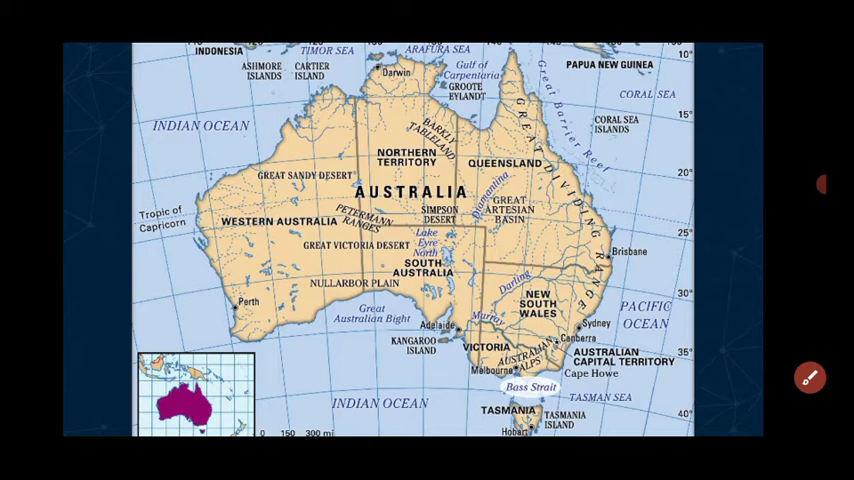 INDONESIA
TIMOR SEA
ARAFURA SEA
10°
ASHMORE
ISLANDS
CARTIER
ISLAND
Darwin
Gulf of
Carpentaria
GROOTE
EYLANDT
PAPUA NEW GUINEA
Great Barrier Reef
CORAL SEA
15°
INDIAN OCEAN
CORAL SEA
ISLANDS
BARKLY
TABLELAND
NORTHERN
TERRITORY
QUEENSLAND
GREAT DIVIDING RANGE
20°
GREAT SANDY DESERT
AUSTRALIA
Diamantina
GREAT
ARTESIAN
BASIN
Tropic of
Capricorn
WESTERN AUSTRALIA
PETERMANN
RANGES
SIMPSON
DESERT
25°
Lake
Eyre
North
GREAT VICTORIA DESERT
SOUTH
AUSTRALIA
Brisbane
NULLARBOR PLAIN
Darling
30°
Perth
NEW
SOUTH
WALES
PACIFIC
OCEAN
Great
Australian Bight
Murray
Adelaide
Sydney
Canberra
KANGAROO
ISLAND
VICTORIA
AUSTRALIAN
ALPS
35°
AUSTRALIAN
CAPITAL TERRITORY
Melbourne
Cape Howe
Bass Strait
INDIAN OCEAN
TASMAN SEA
TASMANIA
TASMANIA
ISLAND
40°
Hobart
0 150 300 mi